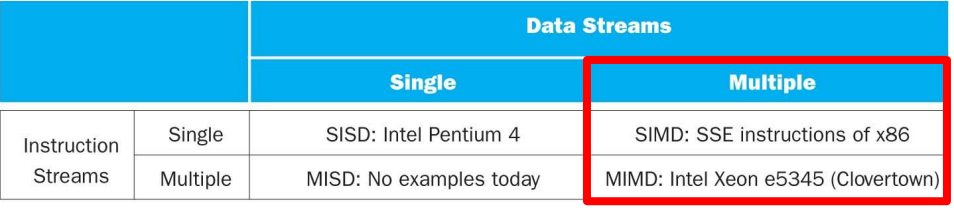 Data Streams
Single Multiple
Instruction Streams Single SISD: Intel Pentium 4 SIMD: SSE instructions of x86
Multiple MISD: No examples today MIMD: Intel Xeon e5345 (Clovertown)